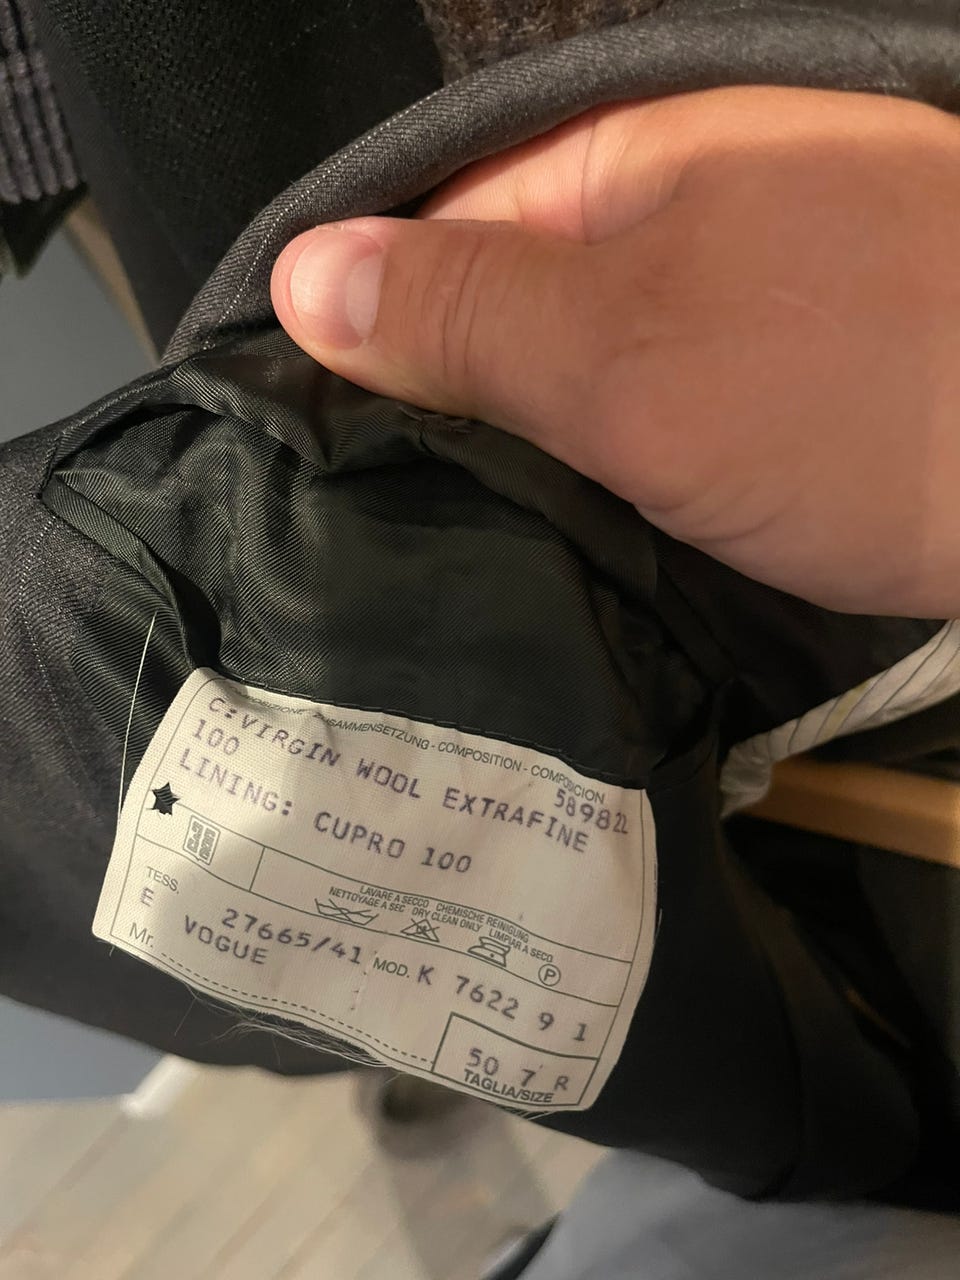 COMPOSIZIONE ZUSAMMENSETZUNG - COMPOSITION - COMPOSICION
C:VIRGIN WOOL EXTRAFINE
100
58982L
LINING: CUPRO 100
LAVARE A SECCO CHEMISCHE REINIGUNG
NETTOYAGE A SEC DRY CLEAN ONLY LIMPIAR A SECO
P
TESS.
E 27665/41 MOD. K 7622 9 1
Mr. VOGUE
50 7 R
TAGLIA/SIZE